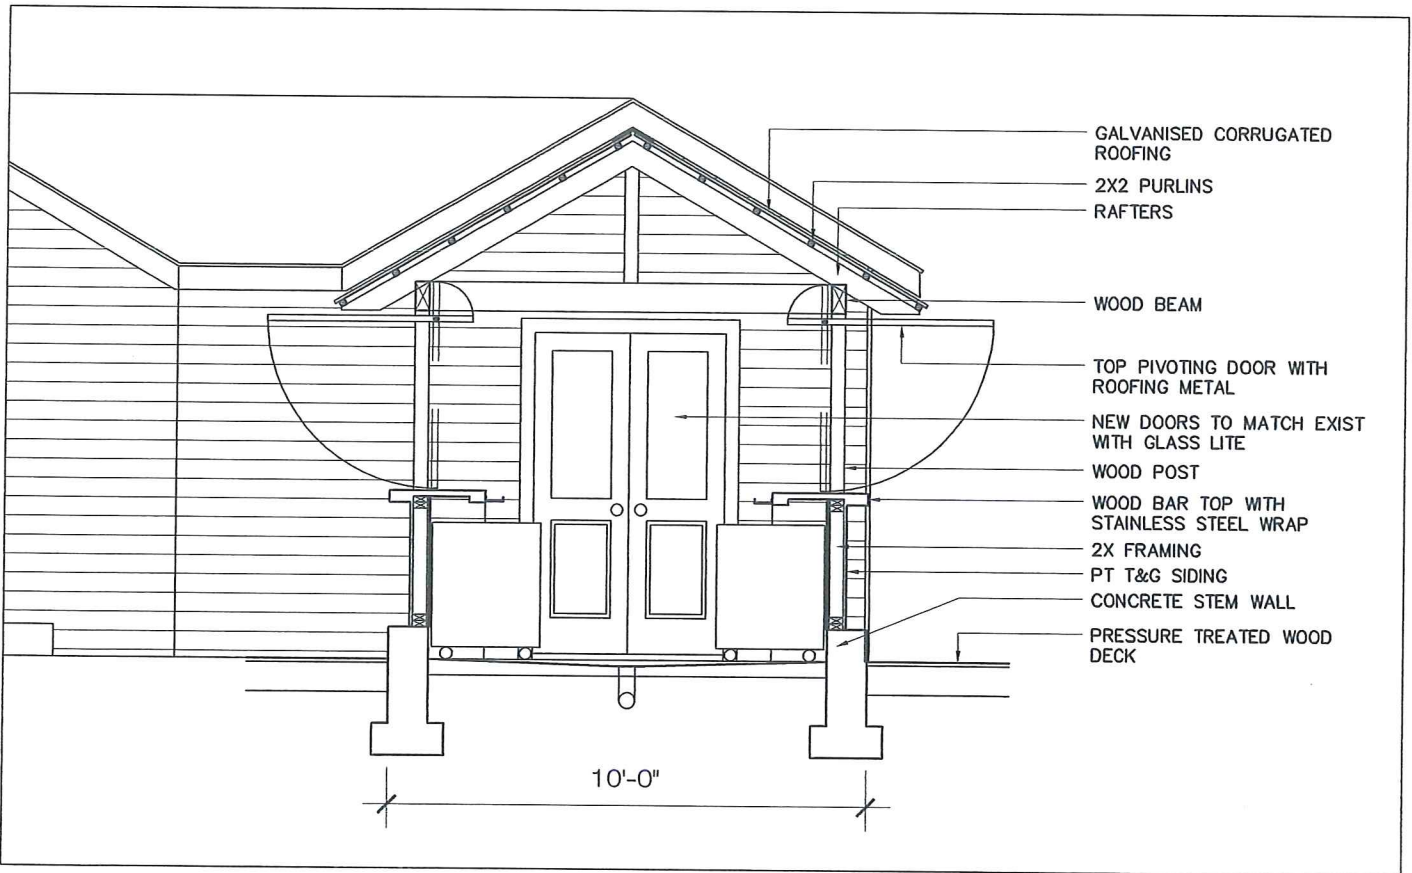 GALVANISED CORRUGATED
ROOFING
2X2 PURLINS
RAFTERS
WOOD BEAM
TOP PIVOTING DOOR WITH
ROOFING METAL
NEW DOORS TO MATCH EXIST
WITH GLASS LITE
WOOD POST
WOOD BAR TOP WITH
STAINLESS STEEL WRAP
2X FRAMING
PT T&G SIDING
CONCRETE STEM WALL
PRESSURE TREATED WOOD
DECK
10'-0"